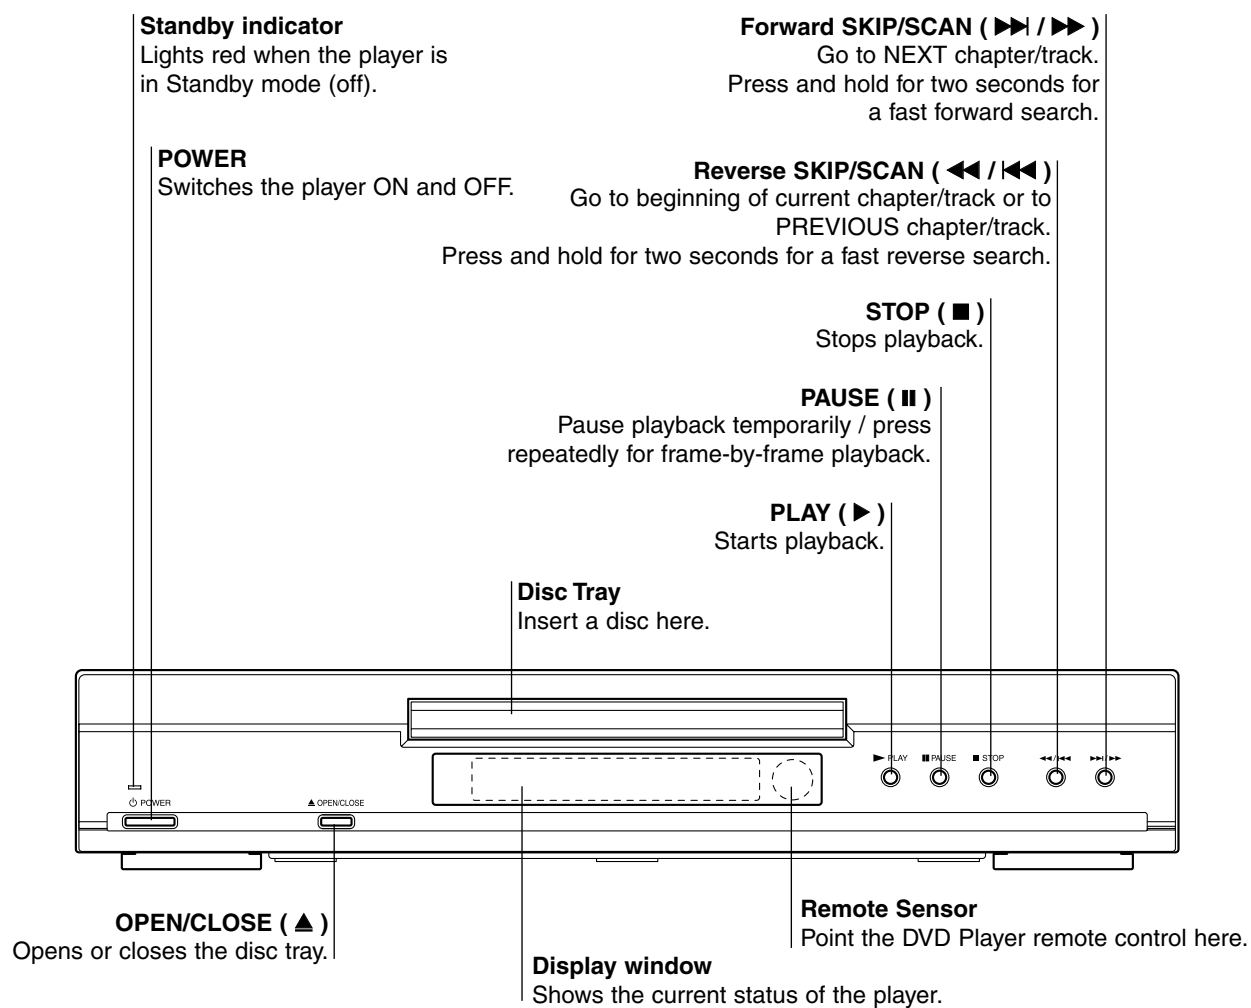 Standby indicator
Lights red when the player is
in Standby mode (off).
Forward SKIP/SCAN ( ▶▶| / ▶▶ )
Go to NEXT chapter/track.
Press and hold for two seconds for
a fast forward search.
POWER
Switches the player ON and OFF.
Reverse SKIP/SCAN ( ◀◀ / |◀◀ )
Go to beginning of current chapter/track or to
PREVIOUS chapter/track.
Press and hold for two seconds for a fast reverse search.
STOP ( ■ )
Stops playback.
PAUSE ( ❚❚ )
Pause playback temporarily / press
repeatedly for frame-by-frame playback.
PLAY ( ▶ )
Starts playback.
Disc Tray
Insert a disc here.
▶ PLAY ❚❚ PAUSE ■ STOP ◀◀ / |◀◀ ▶▶| / ▶▶
⏻ POWER
▲ OPEN/CLOSE
OPEN/CLOSE ( ⏏ )
Opens or closes the disc tray.
Remote Sensor
Point the DVD Player remote control here.
Display window
Shows the current status of the player.